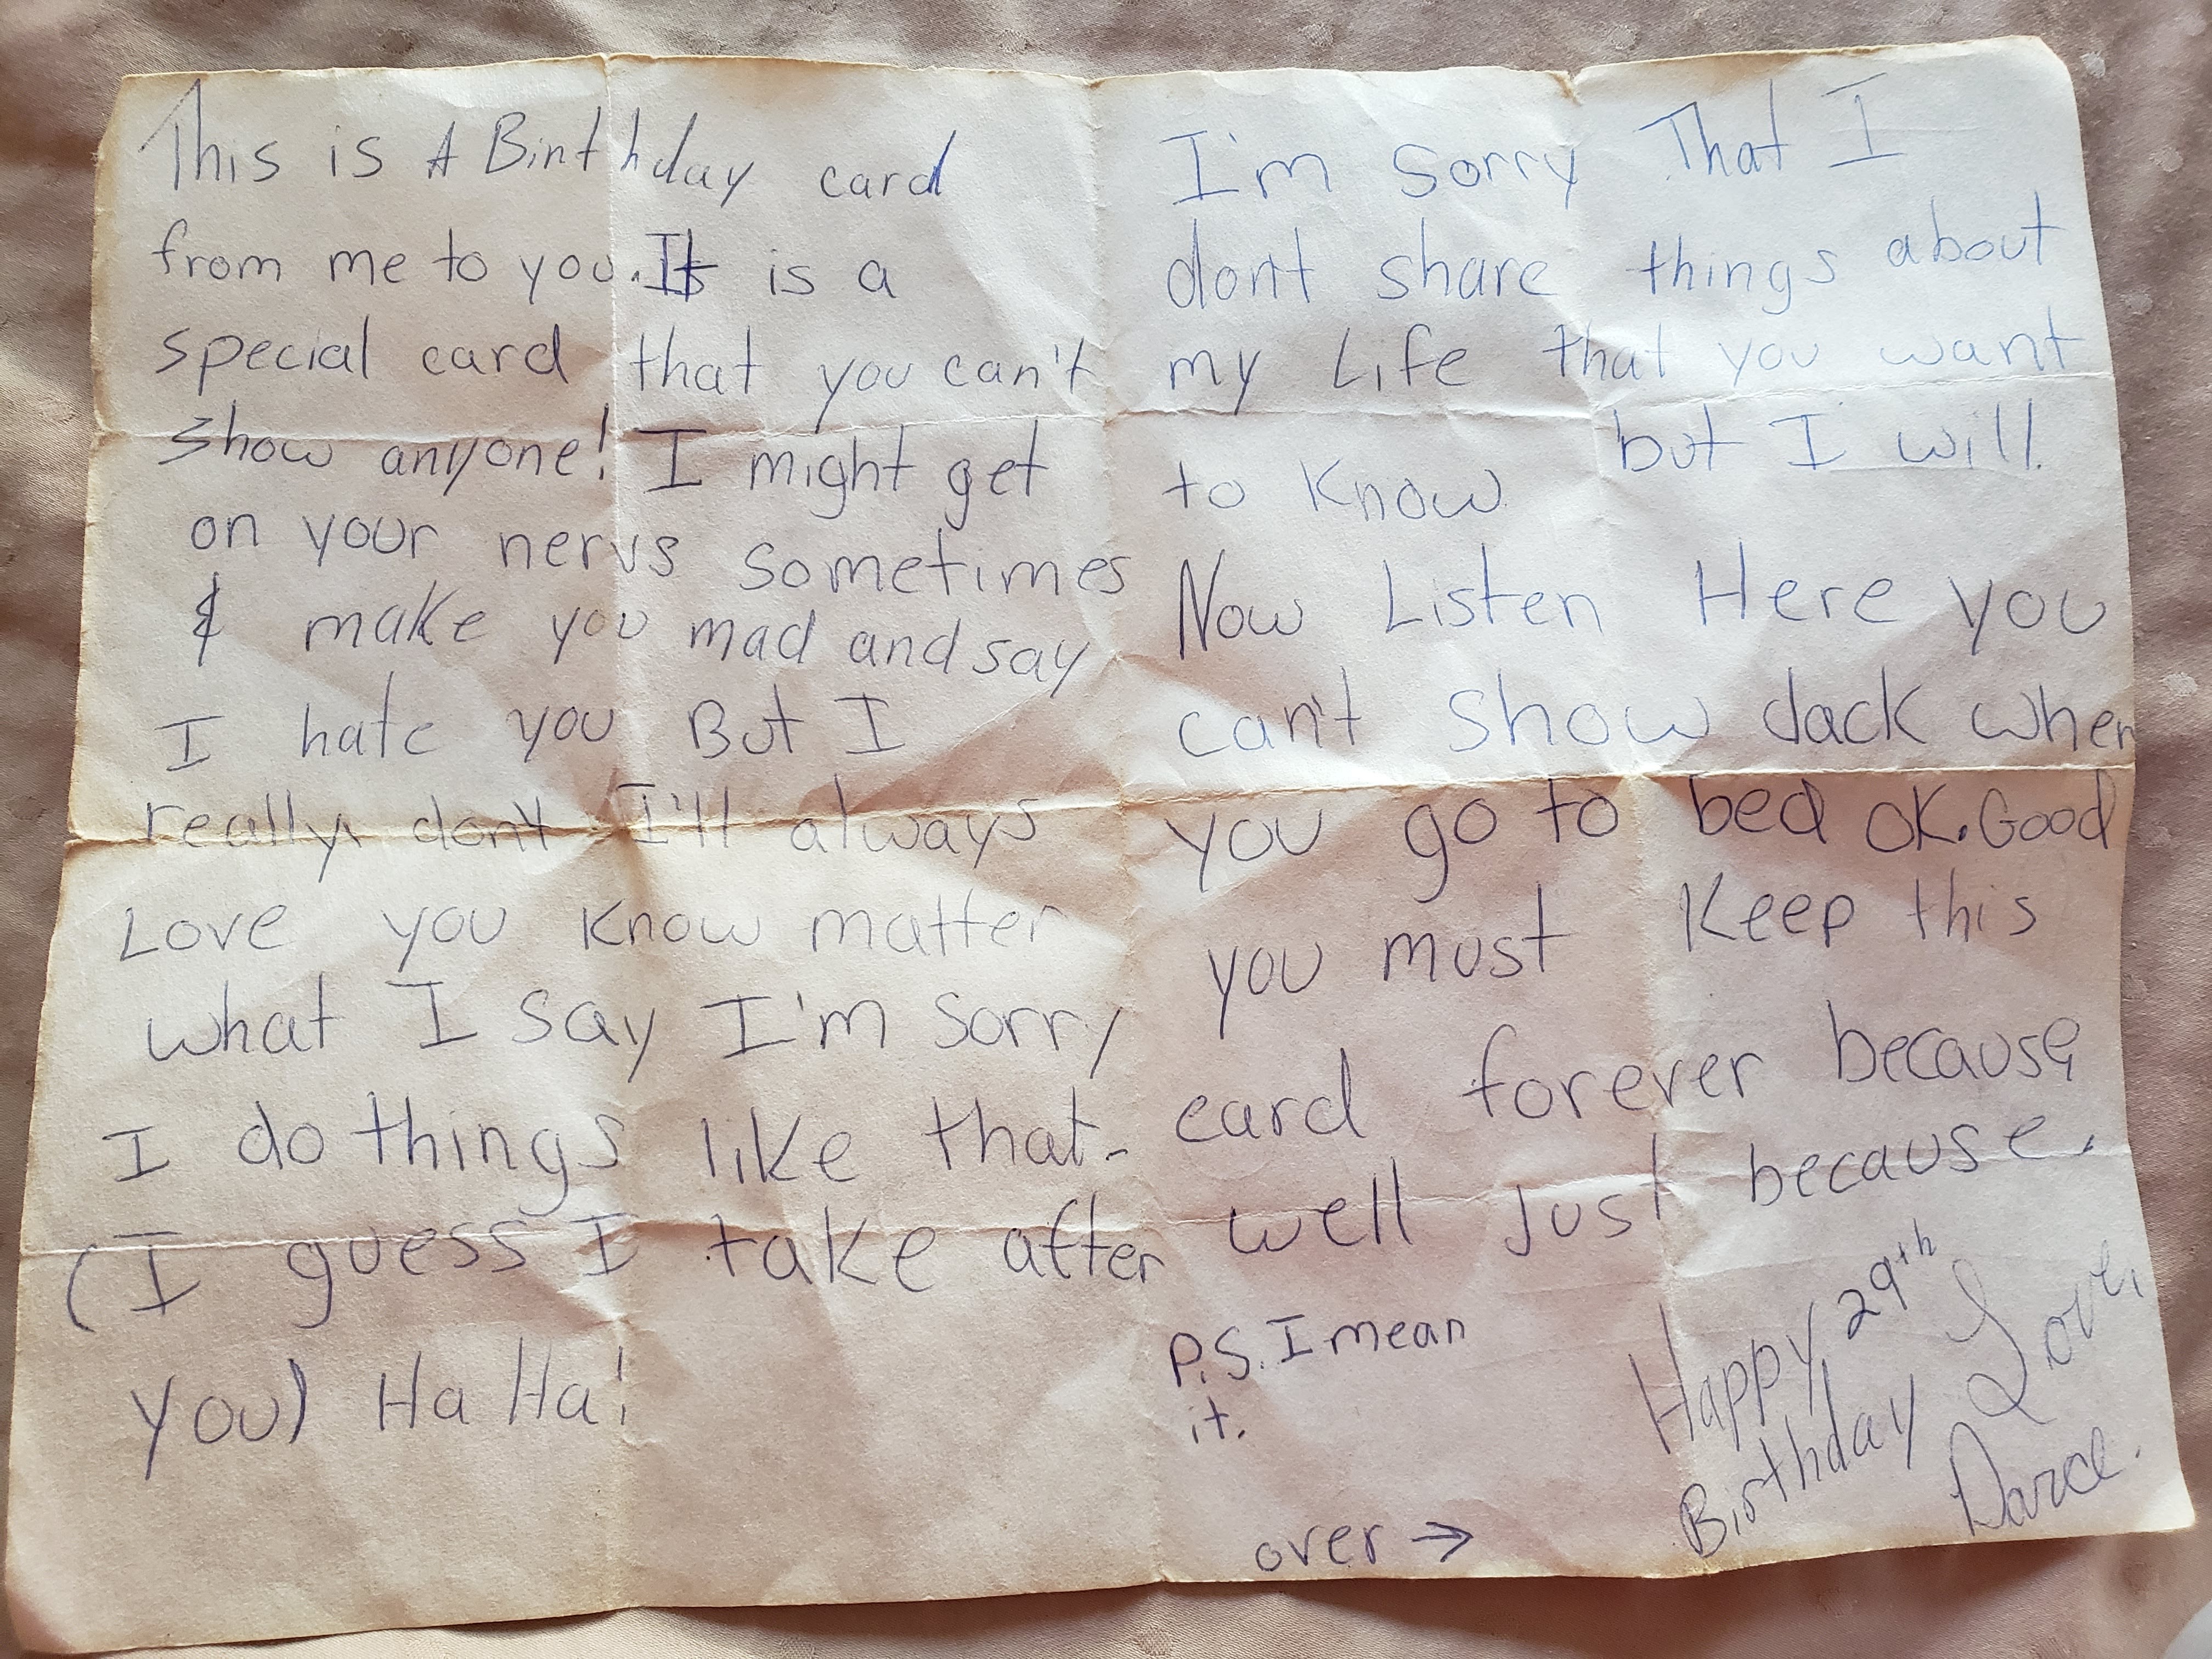 This is A Birthday card
from me to you. It is a
special card that you can't
show anyone! I might get
on your nervs sometimes
& make you mad and say
I hate you But I
really don't I'll always
Love you know matter
what I say I'm sorry
I do things like that.
(I guess I take after
you) Ha Ha!
I'm sorry That I
don't share things about
my Life that you want
to know but I will.
Now Listen Here you
can't show dack when
you go to bed OK. Good
you must keep this
card forever because,
well just because.
P.S. I mean
it.
over →
Happy 29th
Birthday
Love,
Darce.